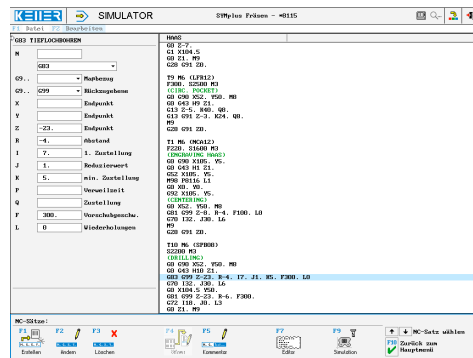 KELLER
SIMULATOR
SYMplus Fräsen - *8115
F1 Datei F2 Bearbeiten
G83 TIEFLOCHBOHREN
N
G83
G9.. Maßbezug
G9.. G99 Rückzugsebene
X Endpunkt
Y Endpunkt
Z -23. Endpunkt
R -4. Abstand
I 7. 1. Zustellung
J 1. Reduzierwert
K 5. min. Zustellung
P Verweilzeit
Q Zustellung
F 300. Vorschubgeschw.
L 0 Wiederholungen
HAAS
G0 Z-7.
G1 X104.5
G0 Z1. M9
G28 G91 Z0.
T9 M6 (LFR12)
F300. S2500 M3
(CIRC. POCKET)
G0 G90 X52. Y50. M8
G0 G43 H9 Z1.
G13 Z-5. R40. Q8.
G13 G91 Z-3. K24. Q8.
M9
G28 G91 Z0.
T1 M6 (NCA12)
F220. S1600 M3
(ENGRAVING HAAS)
G0 G90 X105. Y5.
G0 G43 H1 Z1.
G52 X105. Y5.
M98 P8116 L1
G0 X0. Y0.
G92 X105. Y5.
(CENTERING)
G0 X52. Y50. M8
G81 G99 Z-8. R-4. F100. L0
G70 I32. J30. L6
M9
G28 G91 Z0.
T10 M6 (SFB08)
S2200 M3
(DRILLING)
G0 G90 X52. Y50. M8
G0 G43 H10 Z1.
G83 G99 Z-23. R-4. I7. J1. K5. F300. L0
G70 I32. J30. L6
G0 X104.5 Y50.
G81 G99 Z-23. R-6. F300.
G72 I18. J0. L3
G0 Z1. M9
NC-Sätze:
F1 Erstellen
F2 Ändern
F3 Löschen
F4 Öffnen
F5 Kommentar
F7 Editor
F9 Simulation
NC-Satz wählen
F10 Zurück zum
Hauptmenü